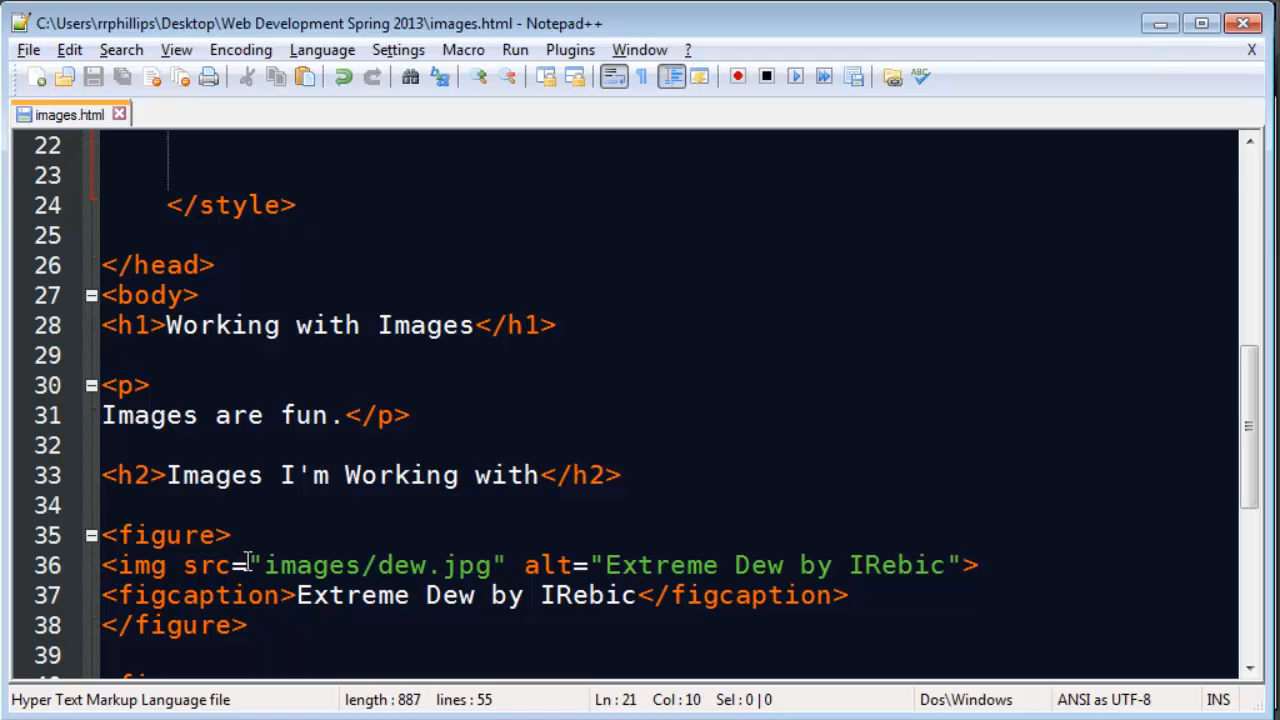 C:\Users\rrphillips\Desktop\Web Development Spring 2013\images.html - Notepad++
File Edit Search View Encoding Language Settings Macro Run Plugins Window ? X
images.html
22
23
24 </style>
25
26 </head>
27 <body>
28 <h1>Working with Images</h1>
29
30 <p>
31 Images are fun.</p>
32
33 <h2>Images I'm Working with</h2>
34
35 <figure>
36 <img src="images/dew.jpg" alt="Extreme Dew by IRebic">
37 <figcaption>Extreme Dew by IRebic</figcaption>
38 </figure>
39
Hyper Text Markup Language file length : 887 lines : 55 Ln : 21 Col : 10 Sel : 0 | 0 Dos\Windows ANSI as UTF-8 INS